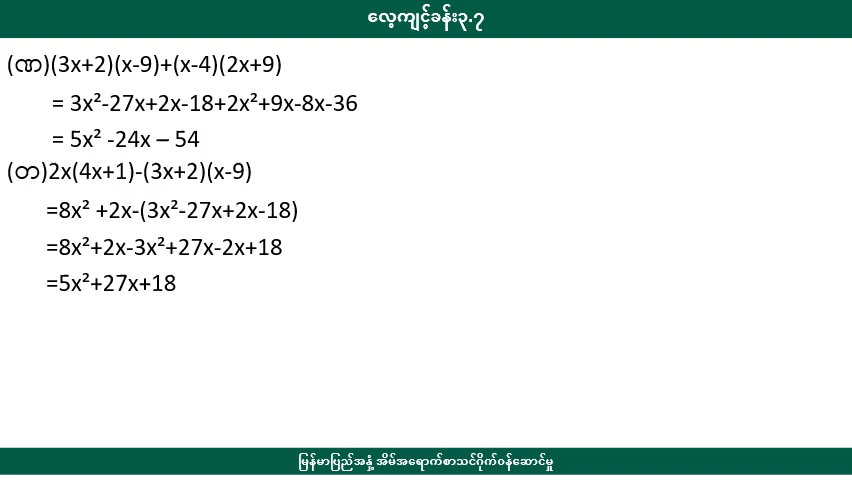 လေ့ကျင့်ခန်း၃.၇
(ဏ)(3x+2)(x-9)+(x-4)(2x+9)
= 3x²-27x+2x-18+2x²+9x-8x-36
= 5x² -24x – 54
(တ)2x(4x+1)-(3x+2)(x-9)
=8x² +2x-(3x²-27x+2x-18)
=8x²+2x-3x²+27x-2x+18
=5x²+27x+18
မြန်မာပြည်အနှံ့ အိမ်အရောက်စာသင်ဂိုက်ဝန်ဆောင်မှု